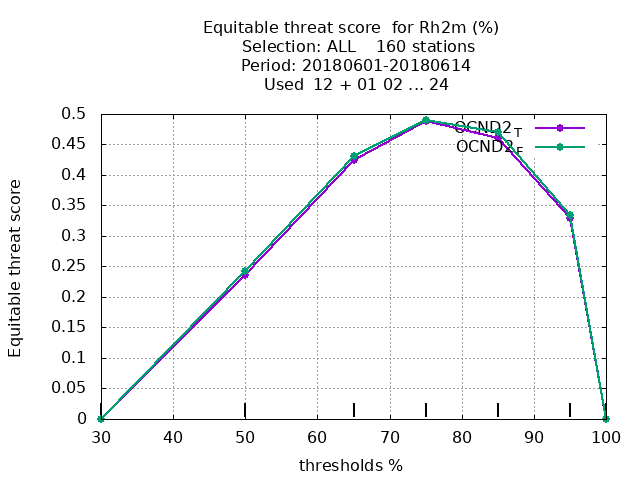 Equitable threat score  for Rh2m (%)
Selection: ALL    160 stations
Period: 20180601-20180614
Used  12 + 01 02 ... 24
0.5
0.45
0.4
0.35
0.3
0.25
0.2
0.15
0.1
0.05
0
Equitable threat score
OCND2T
OCND2F
30 40 50 60 70 80 90 100
thresholds %